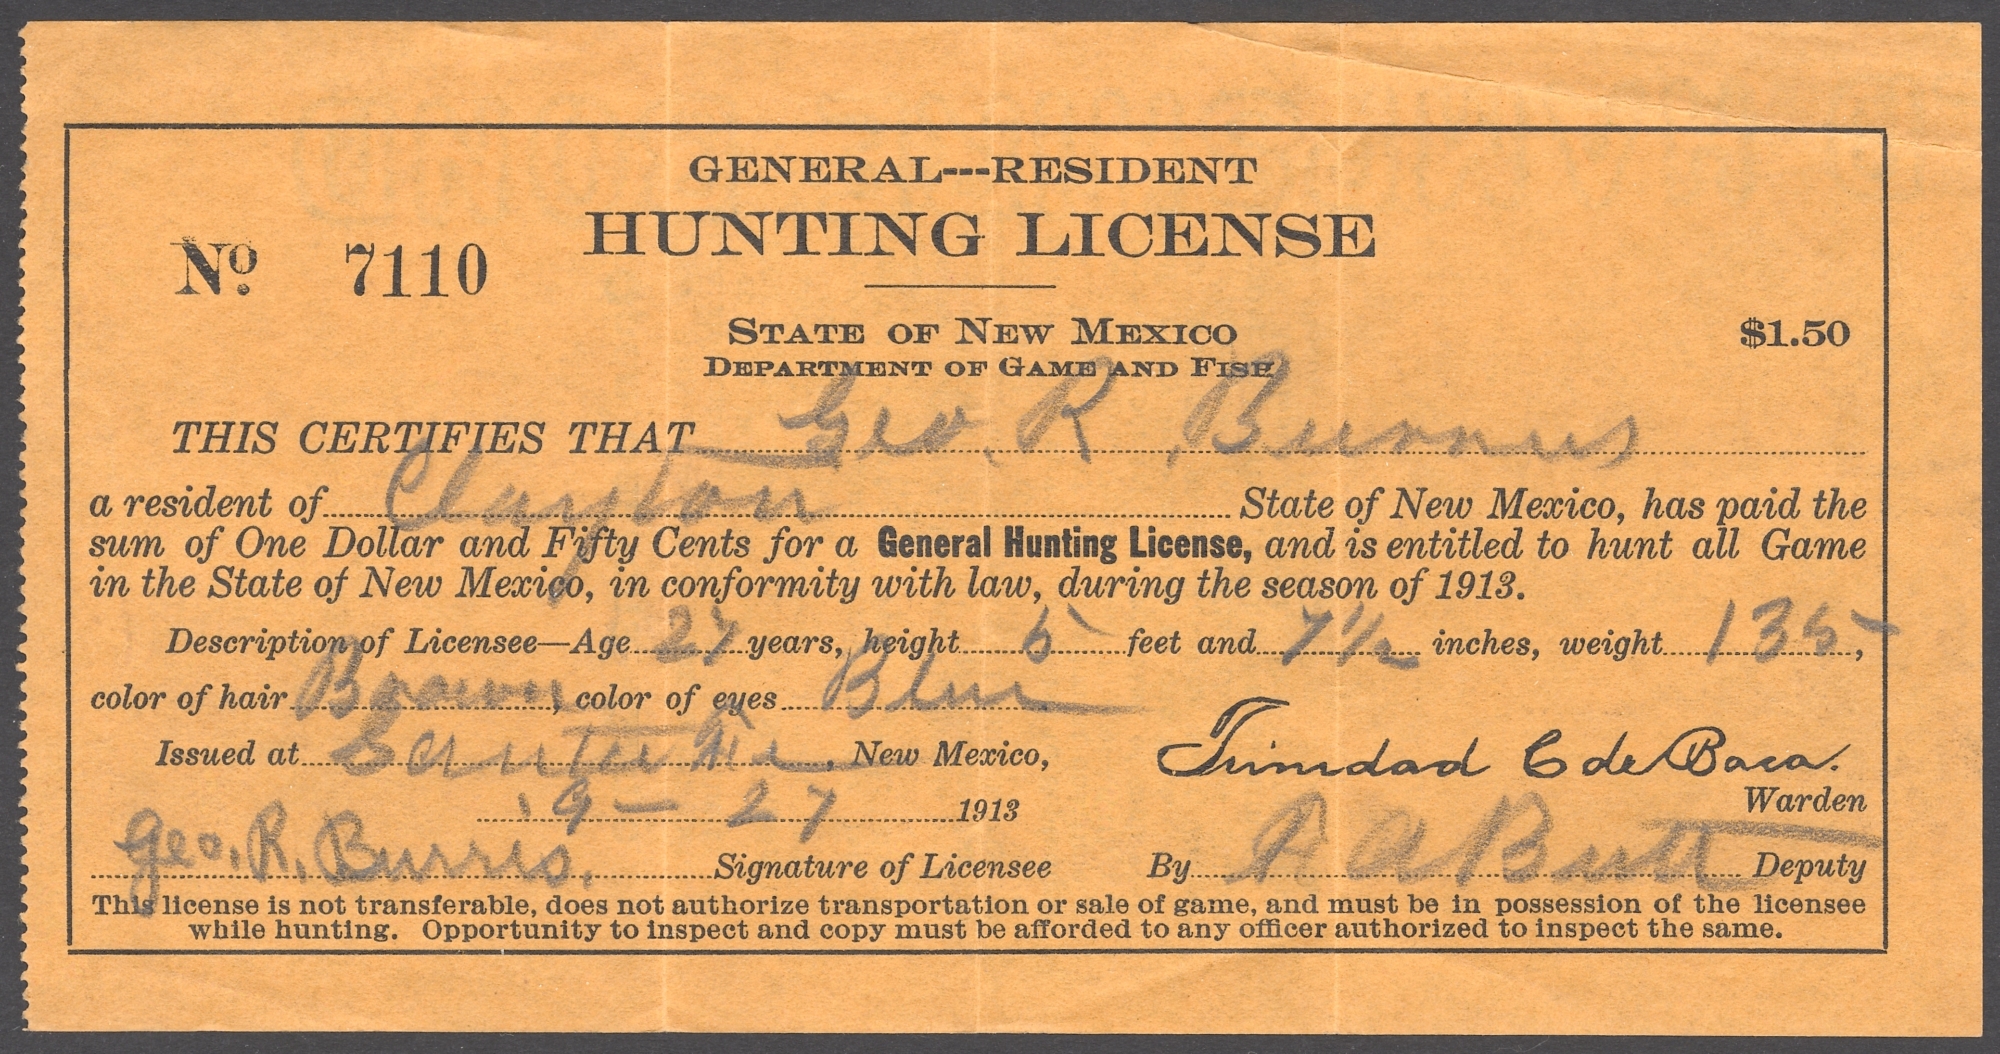 GENERAL---RESIDENT
HUNTING LICENSE
No. 7110
STATE OF NEW MEXICO
$1.50
DEPARTMENT OF GAME AND FISH
THIS CERTIFIES THAT Geo. R. Burrus
a resident of Clayton State of New Mexico, has paid the
sum of One Dollar and Fifty Cents for a General Hunting License, and is entitled to hunt all Game
in the State of New Mexico, in conformity with law, during the season of 1913.
Description of Licensee—Age 27 years, height 5 feet and 7 1/2 inches, weight 135,
color of hair Brown, color of eyes Blue
Issued at Santa Fe, New Mexico,
Trinidad C de Baca.
Warden
9-27 1913
Geo. R. Burris. Signature of Licensee
By R A Butt Deputy
This license is not transferable, does not authorize transportation or sale of game, and must be in possession of the licensee
while hunting. Opportunity to inspect and copy must be afforded to any officer authorized to inspect the same.